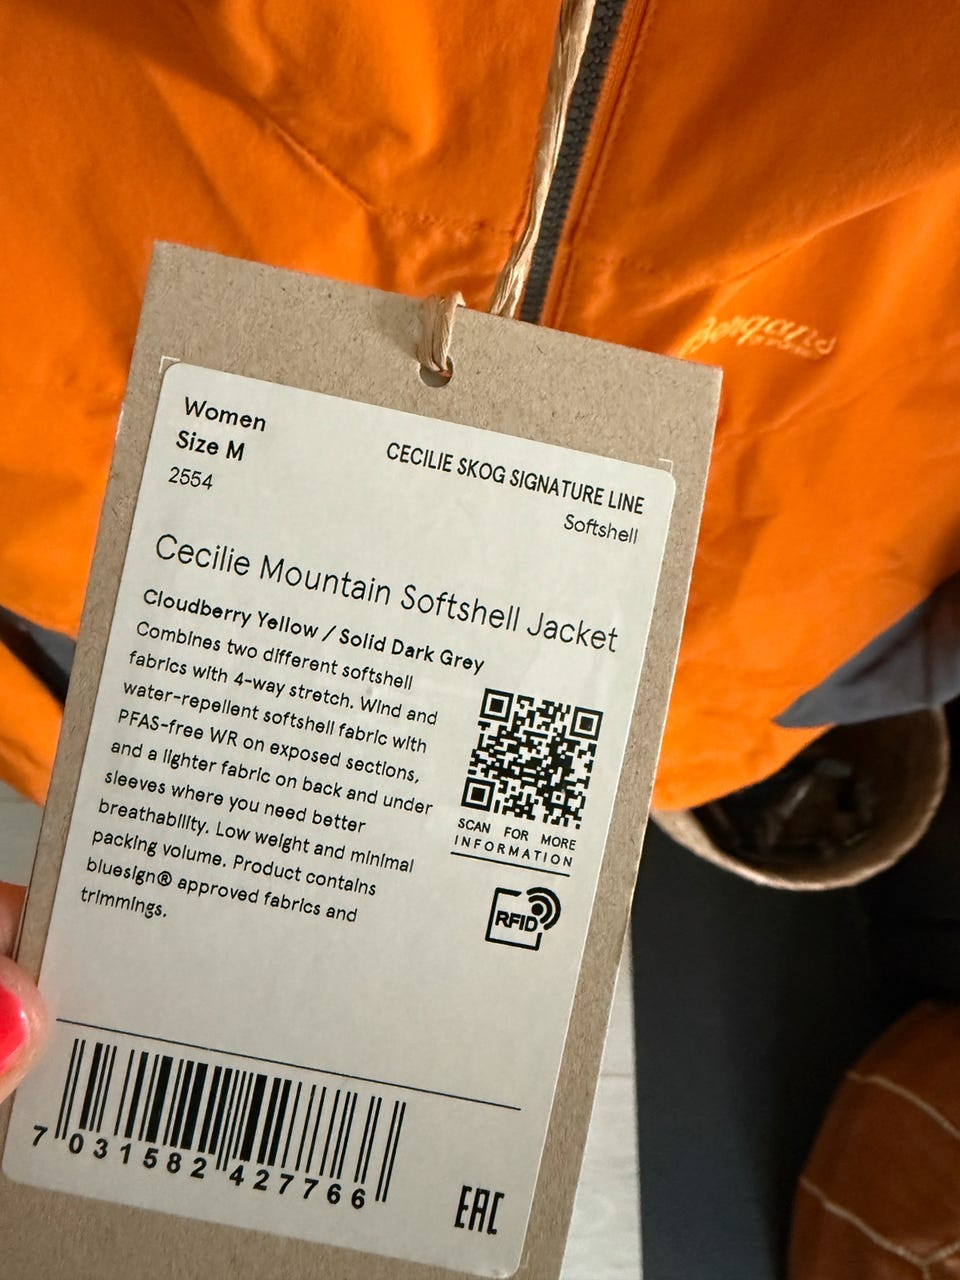 Bergans
Women
Size M
2554
CECILIE SKOG SIGNATURE LINE
Softshell
Cecilie Mountain Softshell Jacket
Cloudberry Yellow / Solid Dark Grey
Combines two different softshell
fabrics with 4-way stretch. Wind and
water-repellent softshell fabric with
PFAS-free WR on exposed sections,
and a lighter fabric on back and under
sleeves where you need better
breathability. Low weight and minimal
packing volume. Product contains
bluesign® approved fabrics and
trimmings.
SCAN FOR MORE
INFORMATION
RFID
7 031582 427766
EAC